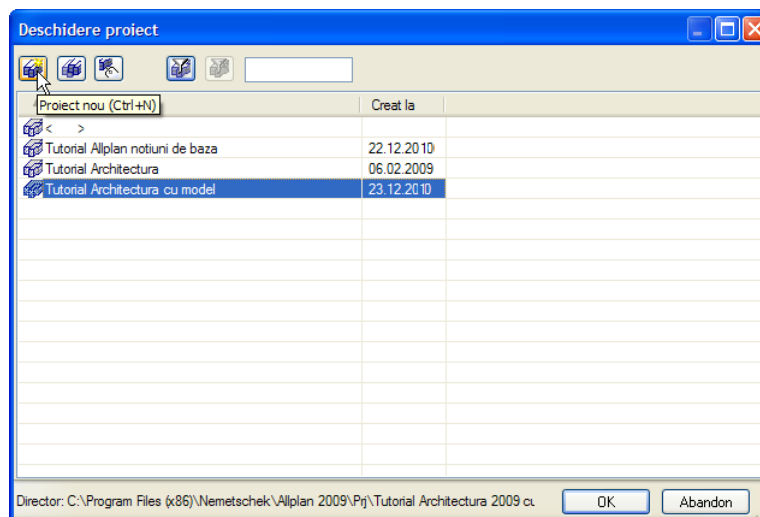 Deschidere proiect
Proiect nou (Ctrl+N)
Creat la
< >
Tutorial Allplan notiuni de baza 22.12.2010
Tutorial Architectura 06.02.2009
Tutorial Architectura cu model 23.12.2010
Director: C:\Program Files (x86)\Nemetschek\Allplan 2009\Prj\Tutorial Architectura 2009 cu
OK
Abandon